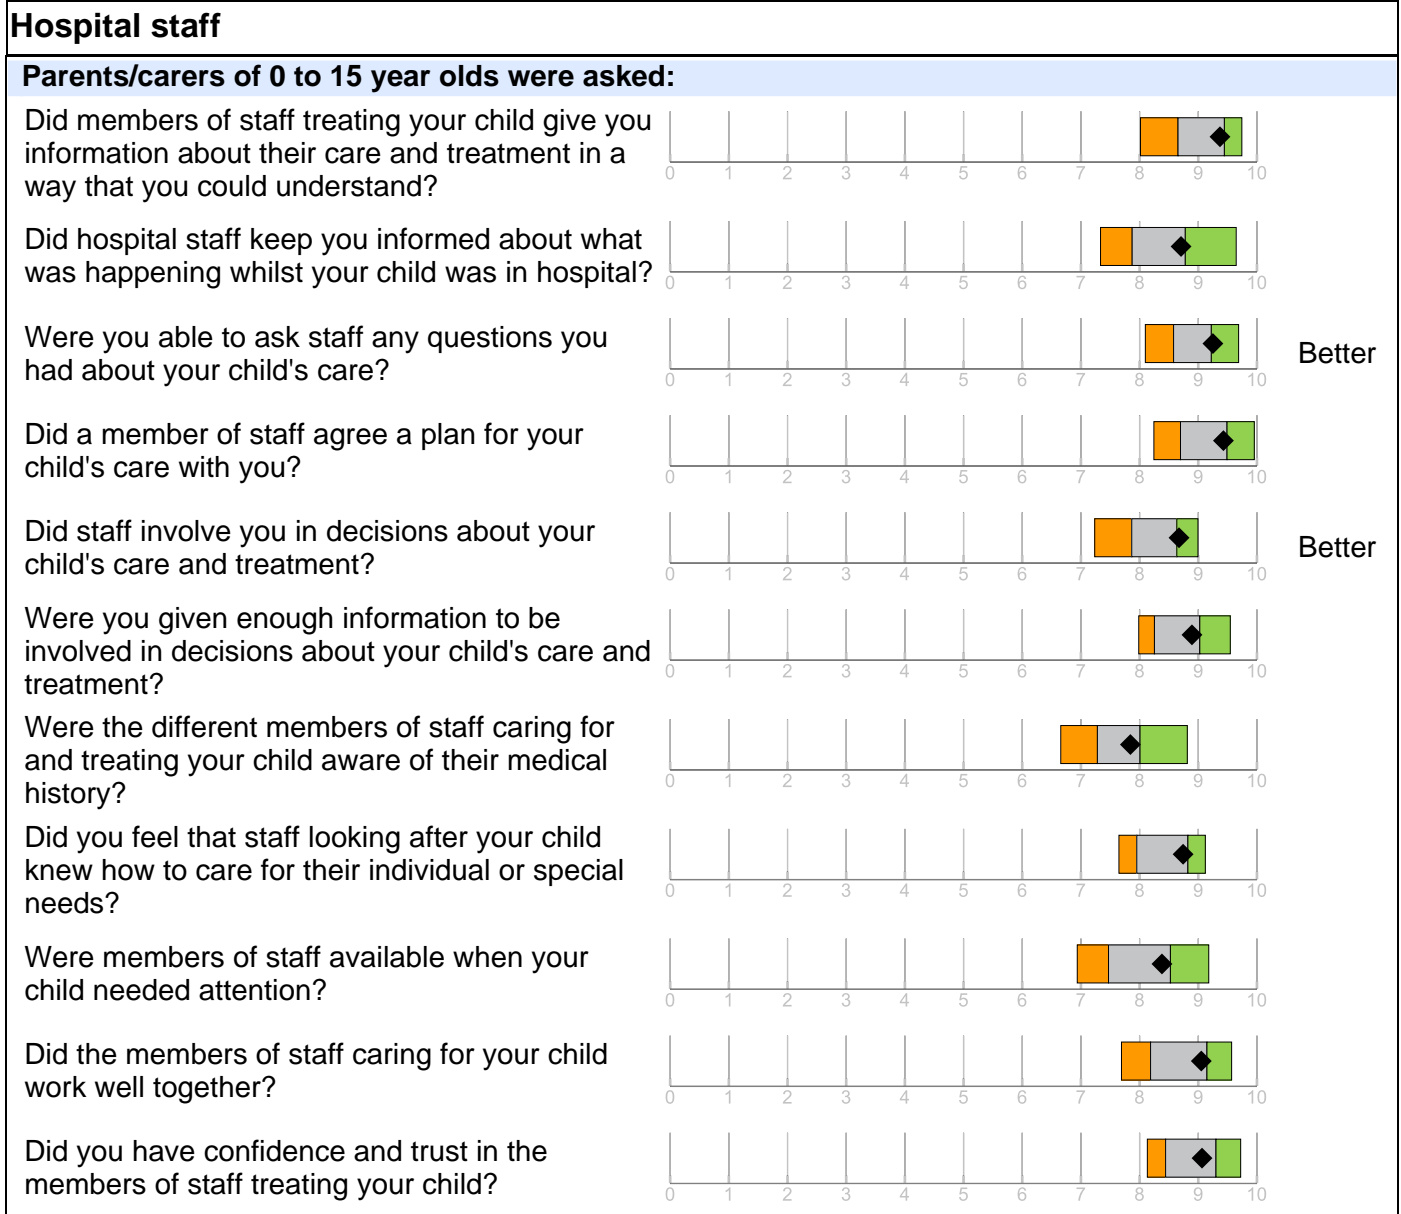 Hospital staff
Parents/carers of 0 to 15 year olds were asked:
Did members of staff treating your child give you
information about their care and treatment in a
way that you could understand?
0 1 2 3 4 5 6 7 8 9 10
Did hospital staff keep you informed about what
was happening whilst your child was in hospital?
0 1 2 3 4 5 6 7 8 9 10
Were you able to ask staff any questions you
had about your child's care?
Better
0 1 2 3 4 5 6 7 8 9 10
Did a member of staff agree a plan for your
child's care with you?
0 1 2 3 4 5 6 7 8 9 10
Did staff involve you in decisions about your
child's care and treatment?
Better
0 1 2 3 4 5 6 7 8 9 10
Were you given enough information to be
involved in decisions about your child's care and
treatment?
0 1 2 3 4 5 6 7 8 9 10
Were the different members of staff caring for
and treating your child aware of their medical
history?
0 1 2 3 4 5 6 7 8 9 10
Did you feel that staff looking after your child
knew how to care for their individual or special
needs?
0 1 2 3 4 5 6 7 8 9 10
Were members of staff available when your
child needed attention?
0 1 2 3 4 5 6 7 8 9 10
Did the members of staff caring for your child
work well together?
0 1 2 3 4 5 6 7 8 9 10
Did you have confidence and trust in the
members of staff treating your child?
0 1 2 3 4 5 6 7 8 9 10